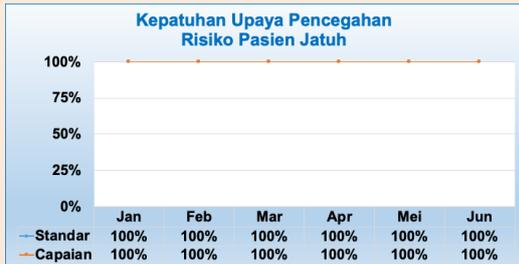 Kepatuhan Upaya Pencegahan
Risiko Pasien Jatuh
100%
75%
50%
25%
0%
Jan Feb Mar Apr Mei Jun
Standar 100% 100% 100% 100% 100% 100%
Capaian 100% 100% 100% 100% 100% 100%